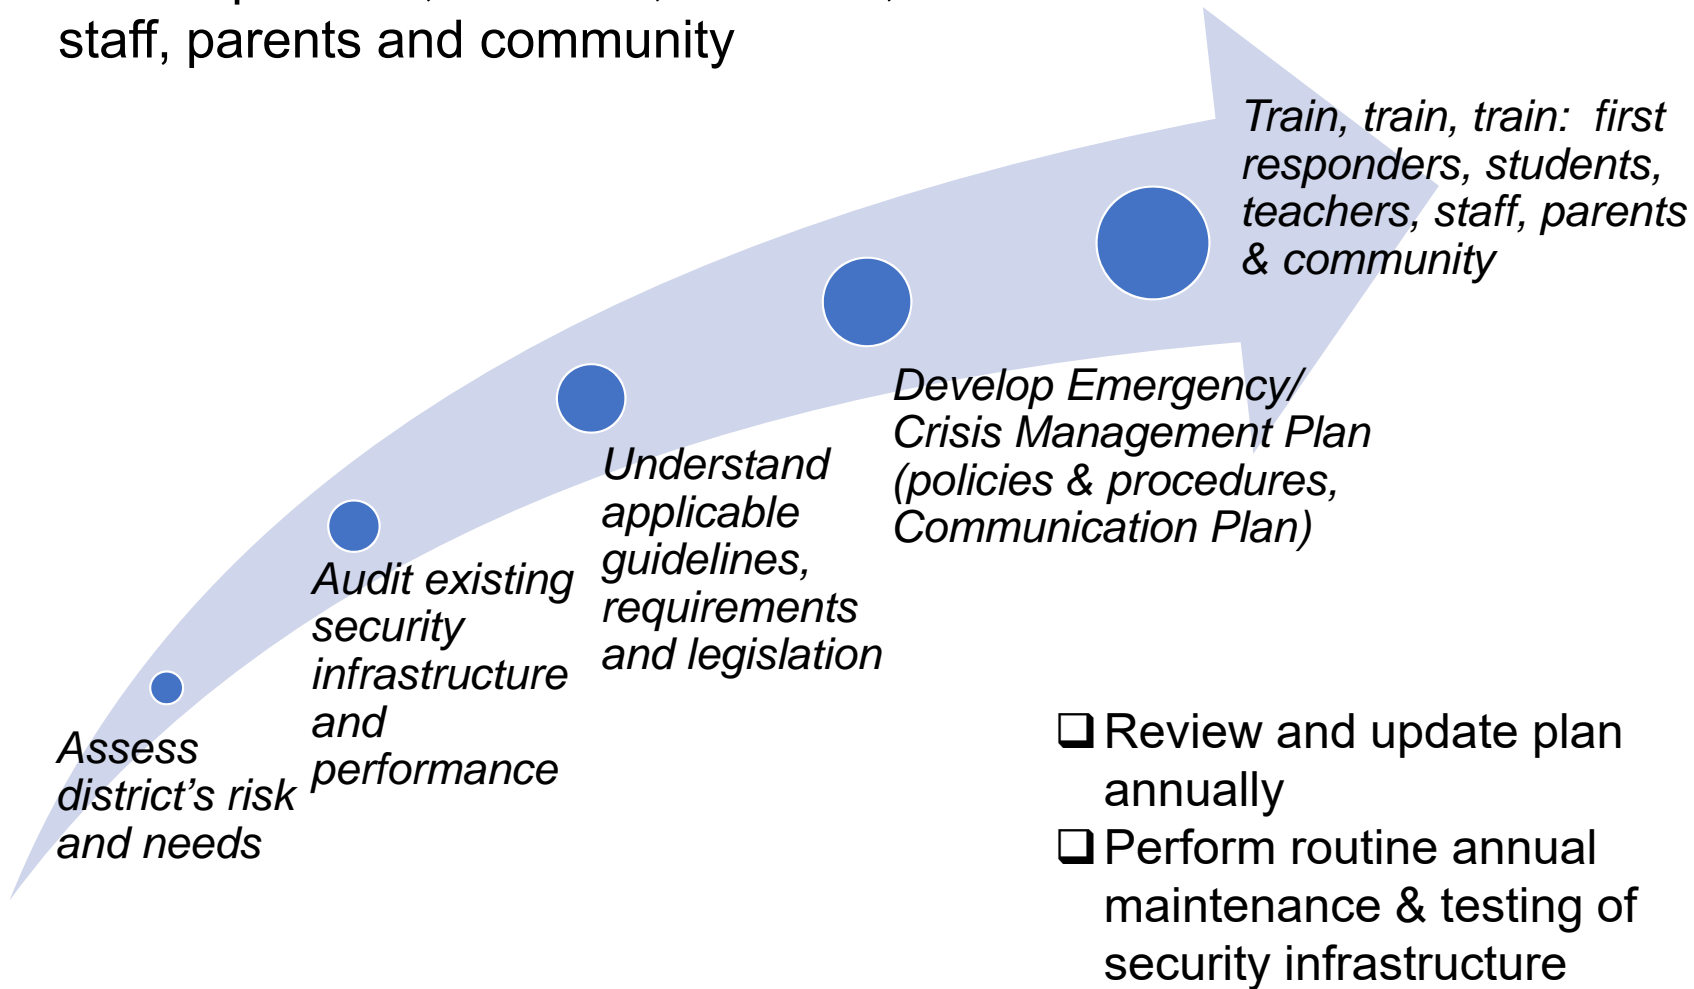 staff, parents and community
Train, train, train:  first
responders, students,
teachers, staff, parents
& community
Develop Emergency/
Crisis Management Plan
(policies & procedures,
Communication Plan)
Understand
applicable
guidelines,
requirements
and legislation
Audit existing
security
infrastructure
and
performance
Assess
district’s risk
and needs
❑ Review and update plan
annually
❑ Perform routine annual
maintenance & testing of
security infrastructure